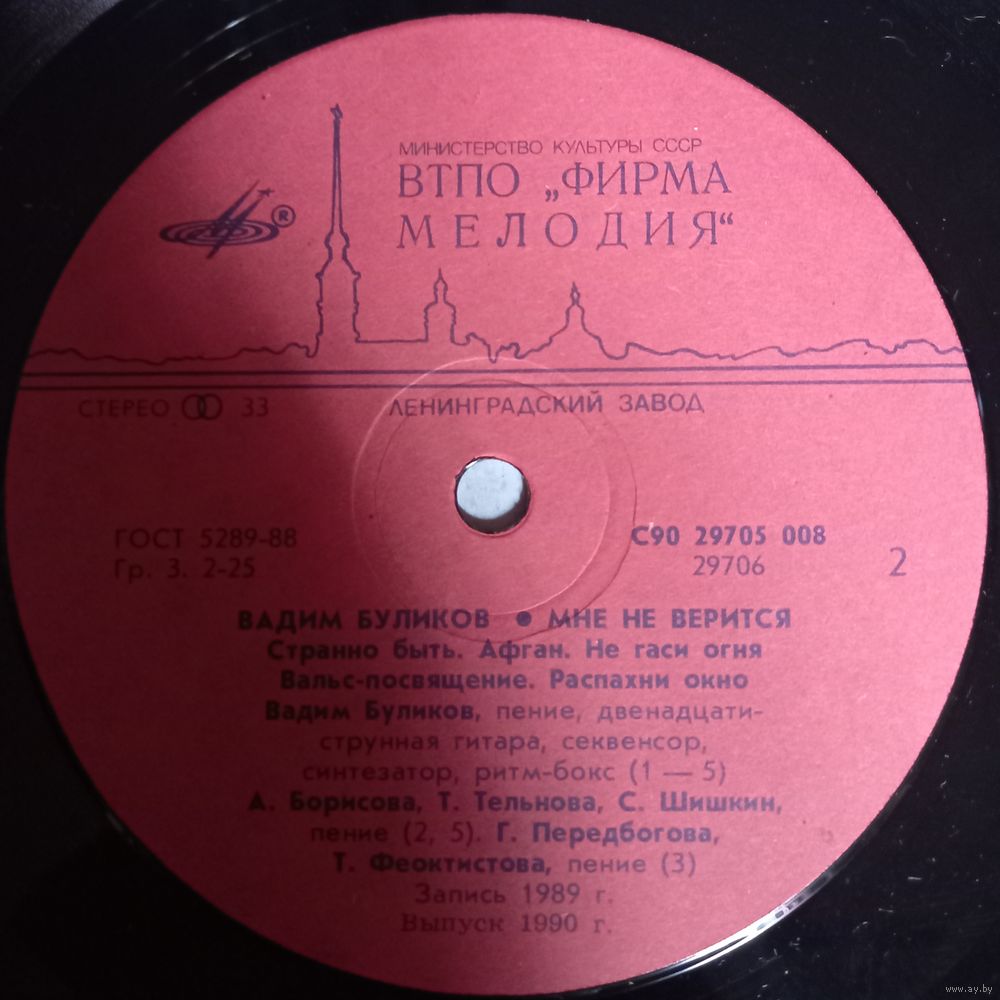 МИНИСТЕРСТВО КУЛЬТУРЫ СССР
ВТПО „ФИРМА
МЕЛОДИЯ“
®
СТЕРЕО 33
ЛЕНИНГРАДСКИЙ ЗАВОД
ГОСТ 5289-88
Гр. 3. 2-25
С90 29705 008
29706
2
ВАДИМ БУЛИКОВ • МНЕ НЕ ВЕРИТСЯ
Странно быть. Афган. Не гаси огня
Вальс-посвящение. Распахни окно
Вадим Буликов, пение, двенадцати-
струнная гитара, секвенсор,
синтезатор, ритм-бокс (1 — 5)
А. Борисова, Т. Тельнова, С. Шишкин,
пение (2, 5). Г. Передбогова,
Т. Феоктистова, пение (3)
Запись 1989 г.
Выпуск 1990 г.
www.ay.by